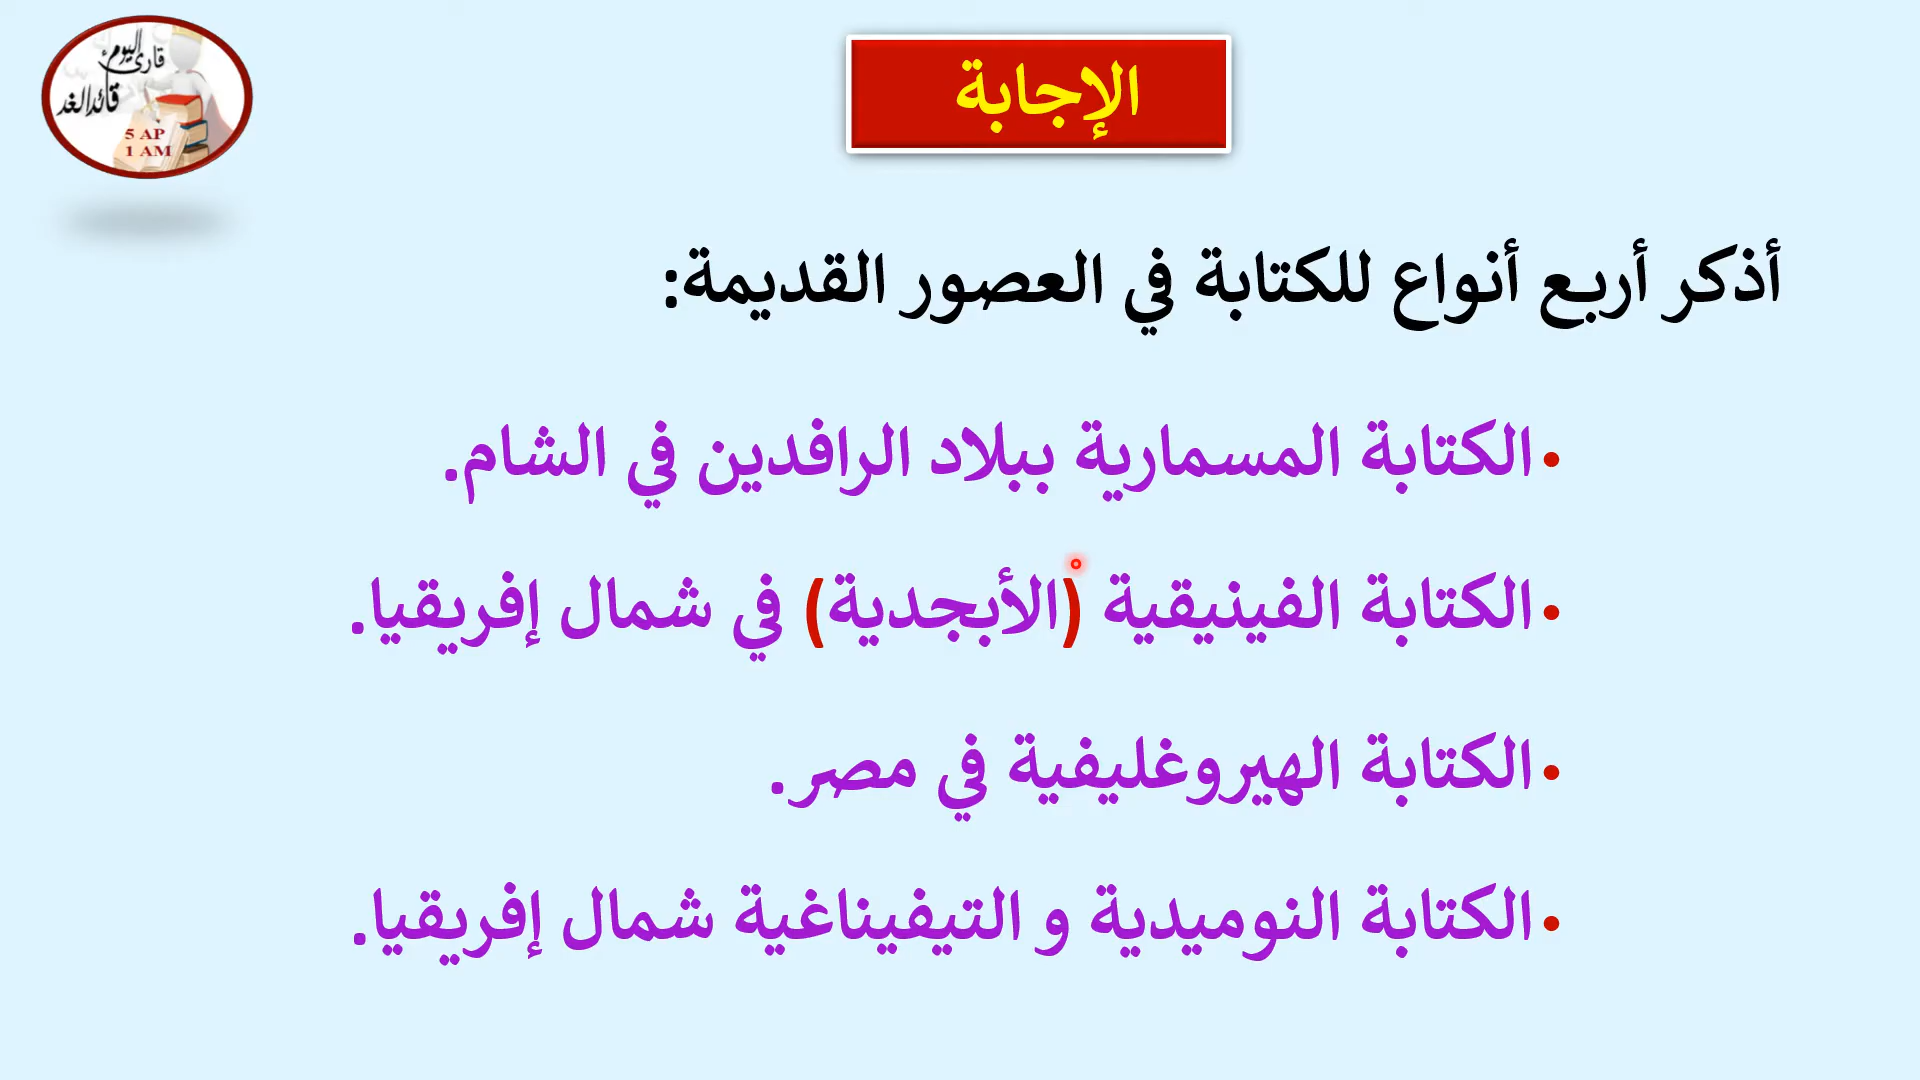 قارئ اليوم
قائد الغد
5 AP
1 AM
الإجابة
أذكر أربع أنواع للكتابة في العصور القديمة:
•الكتابة المسمارية ببلاد الرافدين في الشام.
•الكتابة الفينيقية (الأبجدية) في شمال إفريقيا.
•الكتابة الهيروغليفية في مصر.
•الكتابة النوميدية و التيفيناغية شمال إفريقيا.